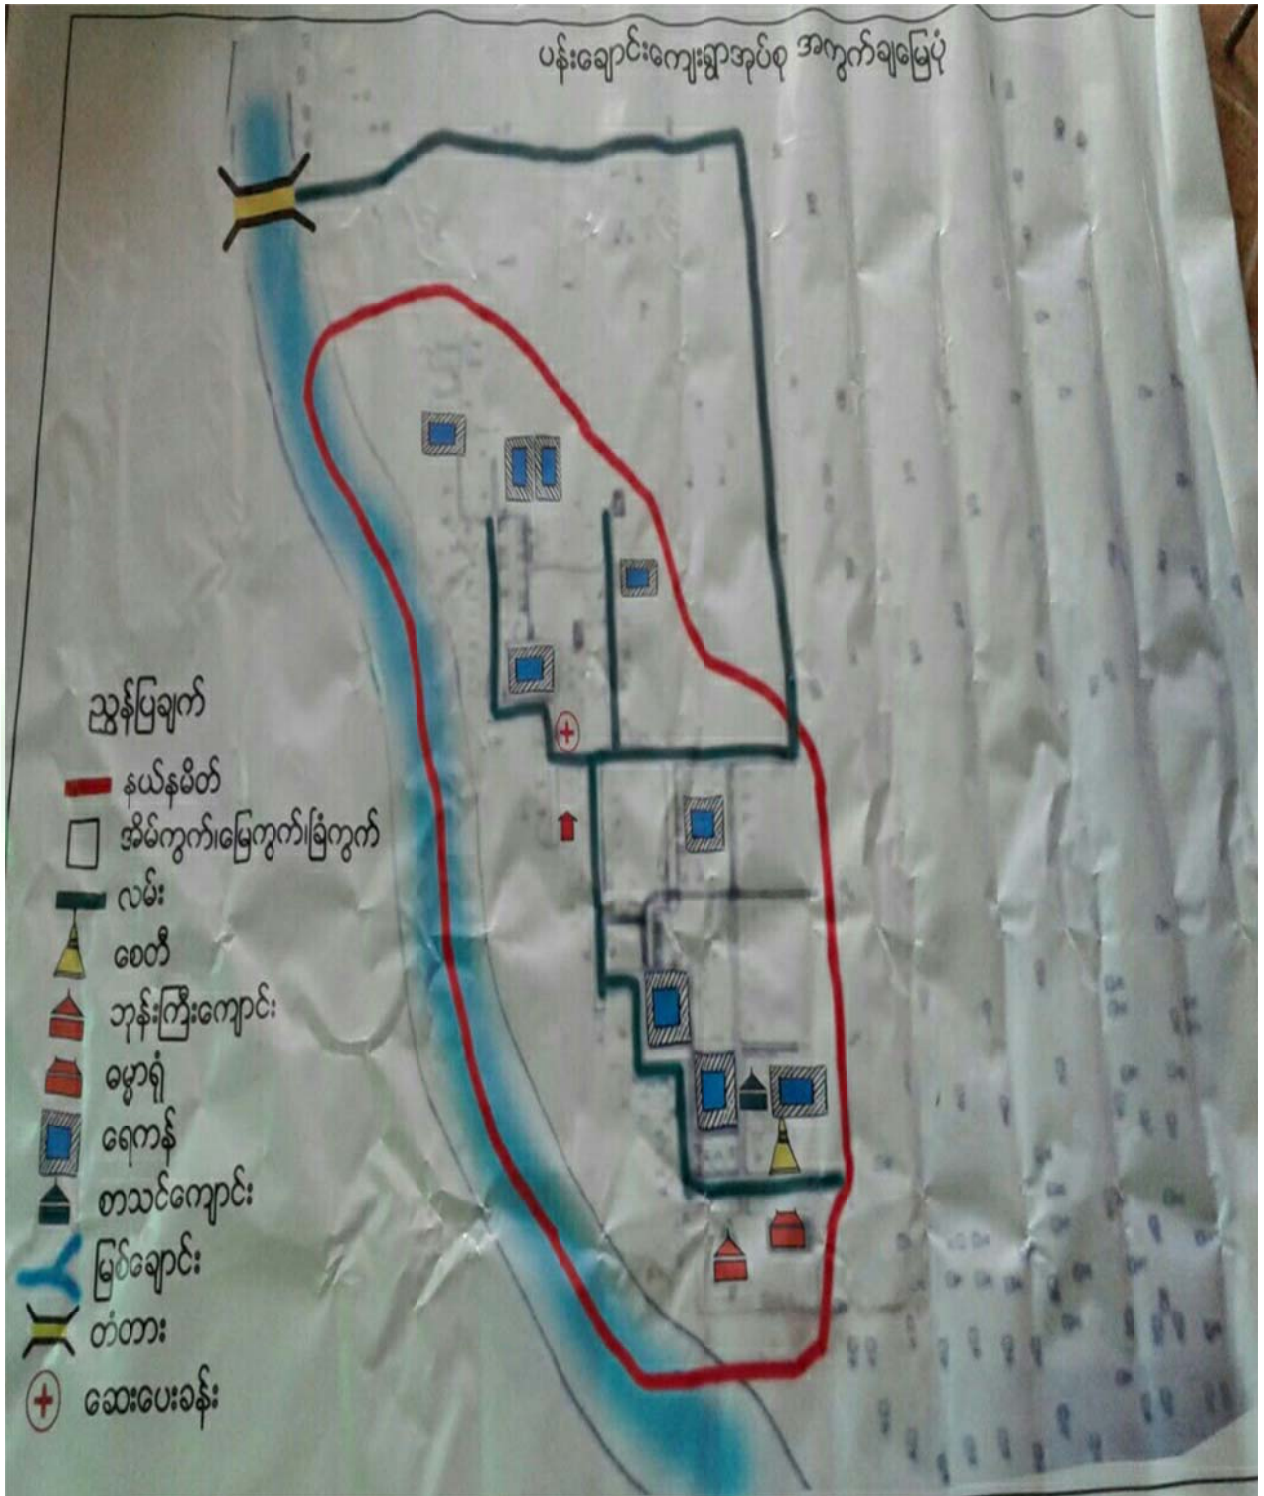 ပန်းချောင်းကျေးရွာအုပ်စု အကွက်ချမြေပုံ
ညွှန်ပြချက်
နယ်နမိတ်
အိမ်ကွက်၊မြေကွက်၊ခြံကွက်
လမ်း
စေတီ
ဘုန်းကြီးကျောင်း
ဓမ္မာရုံ
ရေကန်
စာသင်ကျောင်း
မြစ်ချောင်း
တံတား
ဆေးပေးခန်း